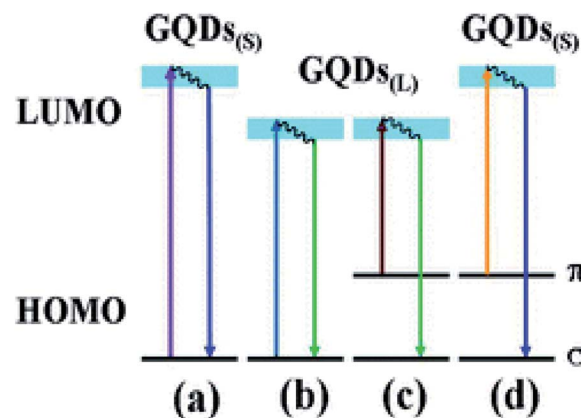 GQDs(S) GQDs(S)
GQDs(L)
LUMO
π
HOMO
(a) (b) (c) (d)